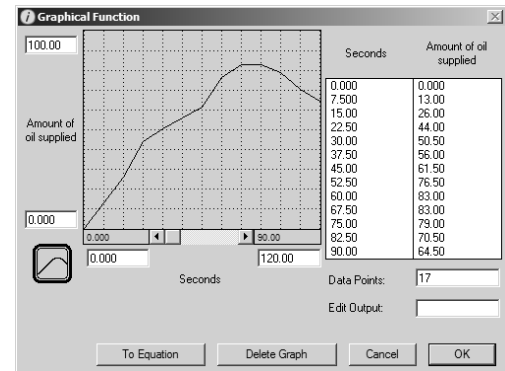 Graphical Function
100.00
Amount of
oil supplied
0.000
0.000 90.00
0.000 120.00
Seconds
Seconds Amount of oil
supplied
0.000 0.000
7.500 13.00
15.00 26.00
22.50 44.00
30.00 50.50
37.50 56.00
45.00 61.50
52.50 76.50
60.00 83.00
67.50 83.00
75.00 79.00
82.50 70.50
90.00 64.50
Data Points: 17
Edit Output:
To Equation Delete Graph Cancel OK